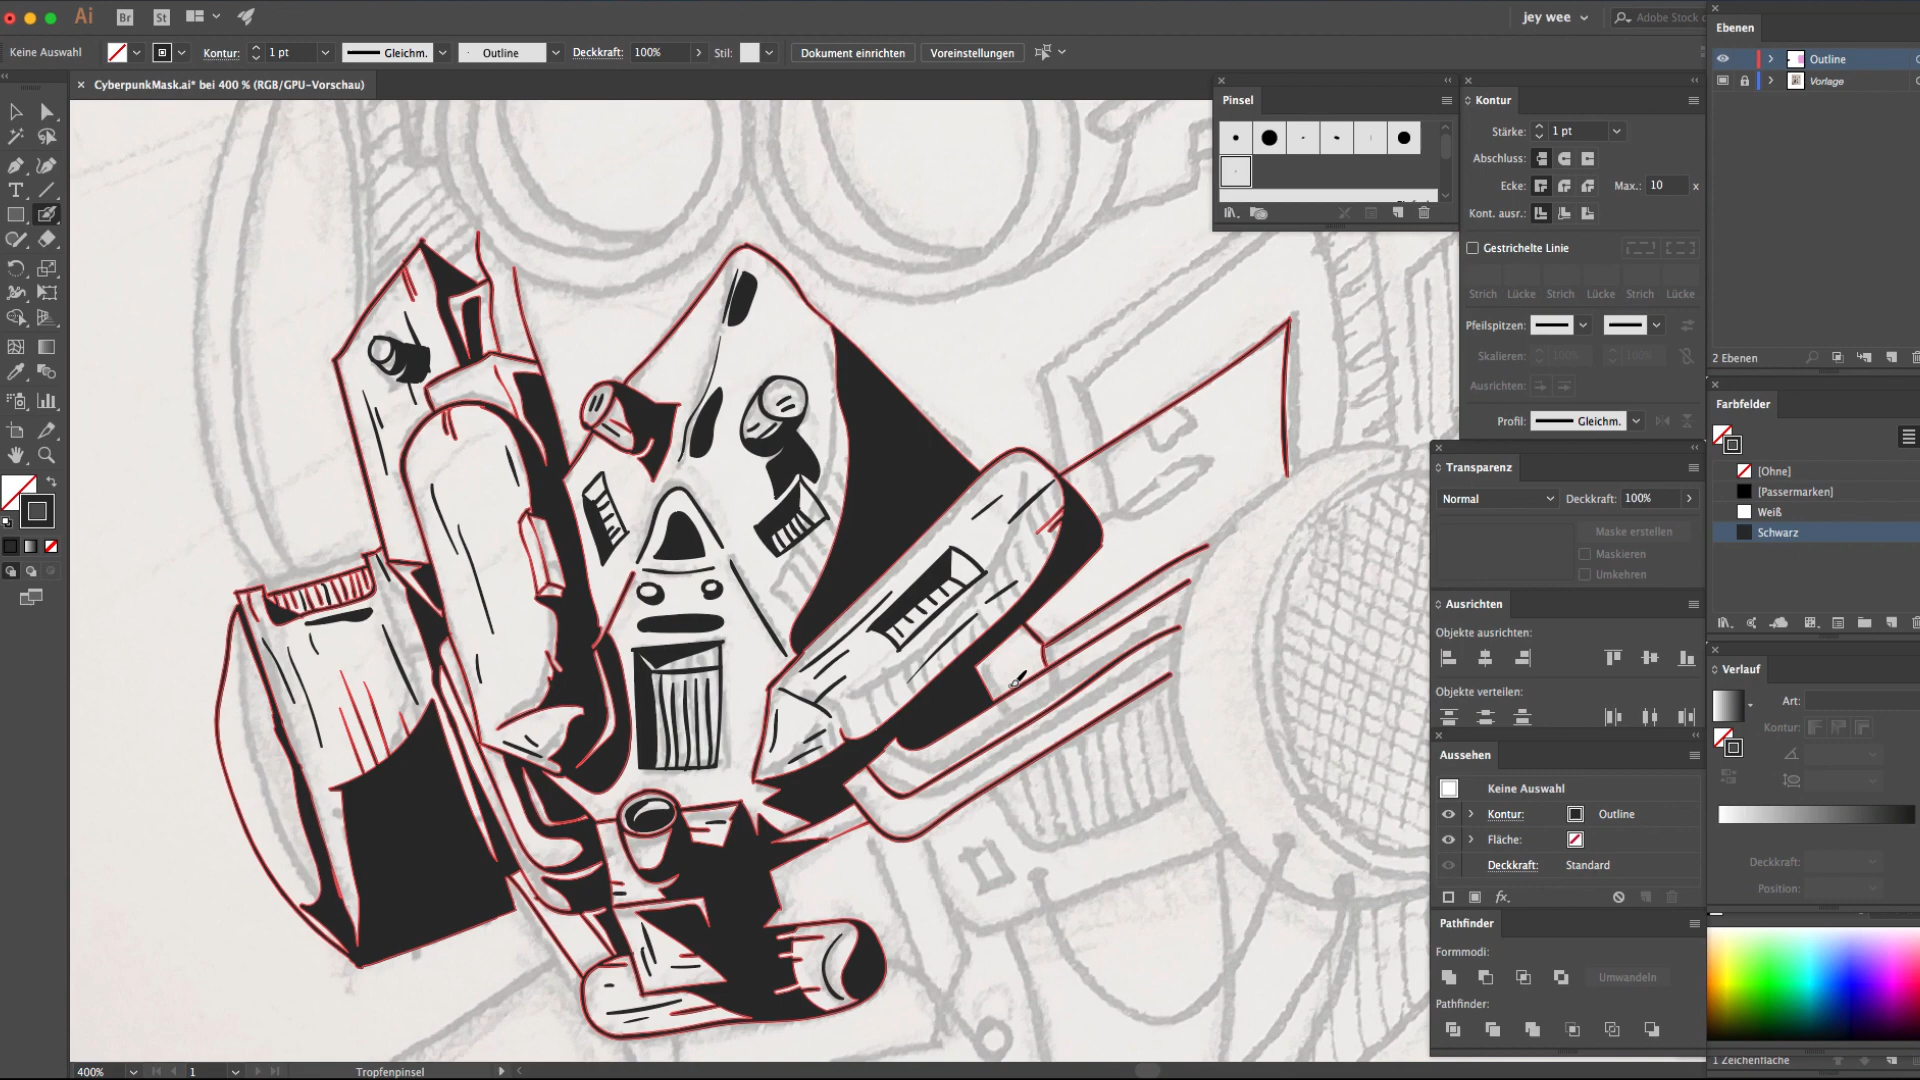 Ai
Br
St
jey wee
Adobe Stock
Keine Auswahl
Kontur:
1 pt
Gleichm.
Outline
Deckkraft:
100%
Stil:
Dokument einrichten
Voreinstellungen
× CyberpunkMask.ai* bei 400 % (RGB/GPU-Vorschau)
Pinsel
Kontur
Stärke:
1 pt
Abschluss:
Ecke:
Max.:
10
x
Kont. ausr.:
Gestrichelte Linie
Strich
Lücke
Strich
Lücke
Strich
Lücke
Pfeilspitzen:
Skalieren:
100%
100%
Ausrichten:
Profil:
Gleichm.
Transparenz
Normal
Deckkraft:
100%
Maske erstellen
Maskieren
Umkehren
Ausrichten
Objekte ausrichten:
Objekte verteilen:
Aussehen
Keine Auswahl
Kontur:
Outline
Fläche:
Deckkraft:
Standard
fx.
Pathfinder
Formmodi:
Umwandeln
Pathfinder:
Ebenen
Outline
Vorlage
2 Ebenen
Farbfelder
[Ohne]
[Passermarken]
Weiß
Schwarz
Verlauf
Art:
Kontur:
Deckkraft:
Position:
1 Zeichenfläche
400%
1
Tropfenpinsel